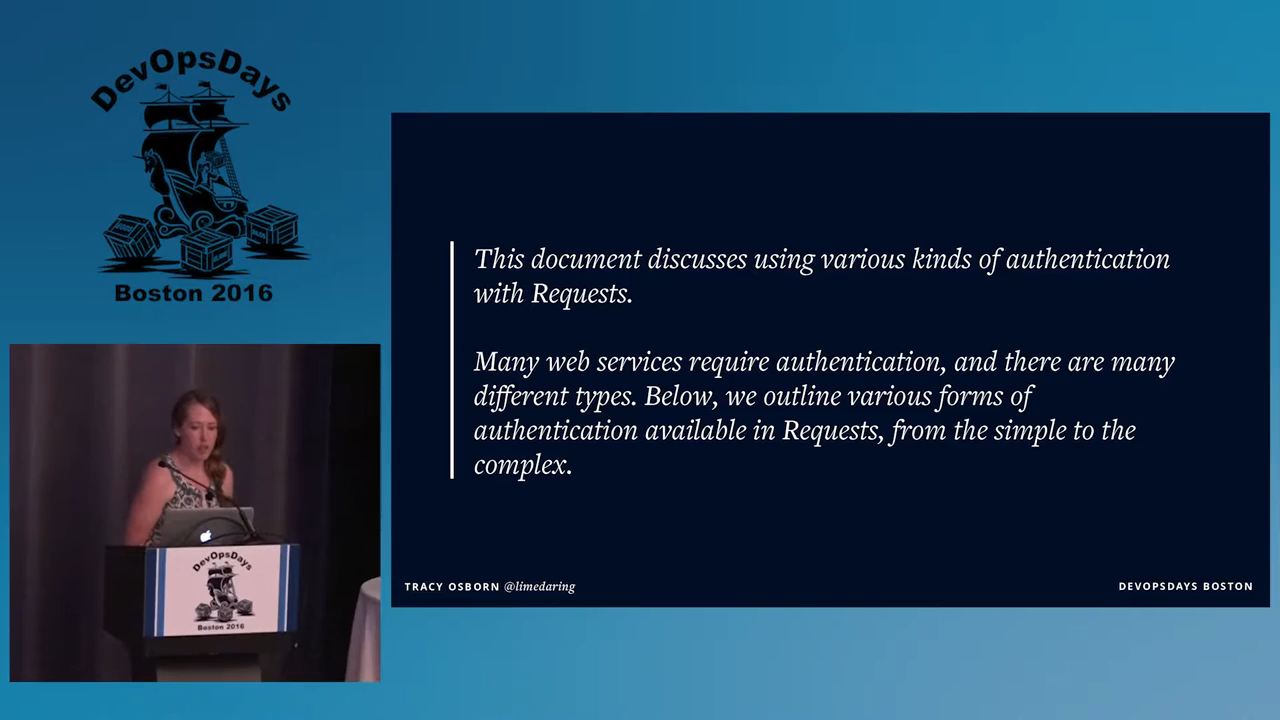 DevOpsDays
Boston 2016
This document discusses using various kinds of authentication
with Requests.
Many web services require authentication, and there are many
different types. Below, we outline various forms of
authentication available in Requests, from the simple to the
complex.
TRACY OSBORN @limedaring
DEVOPSDAYS BOSTON
DevOpsDays
Boston 2016